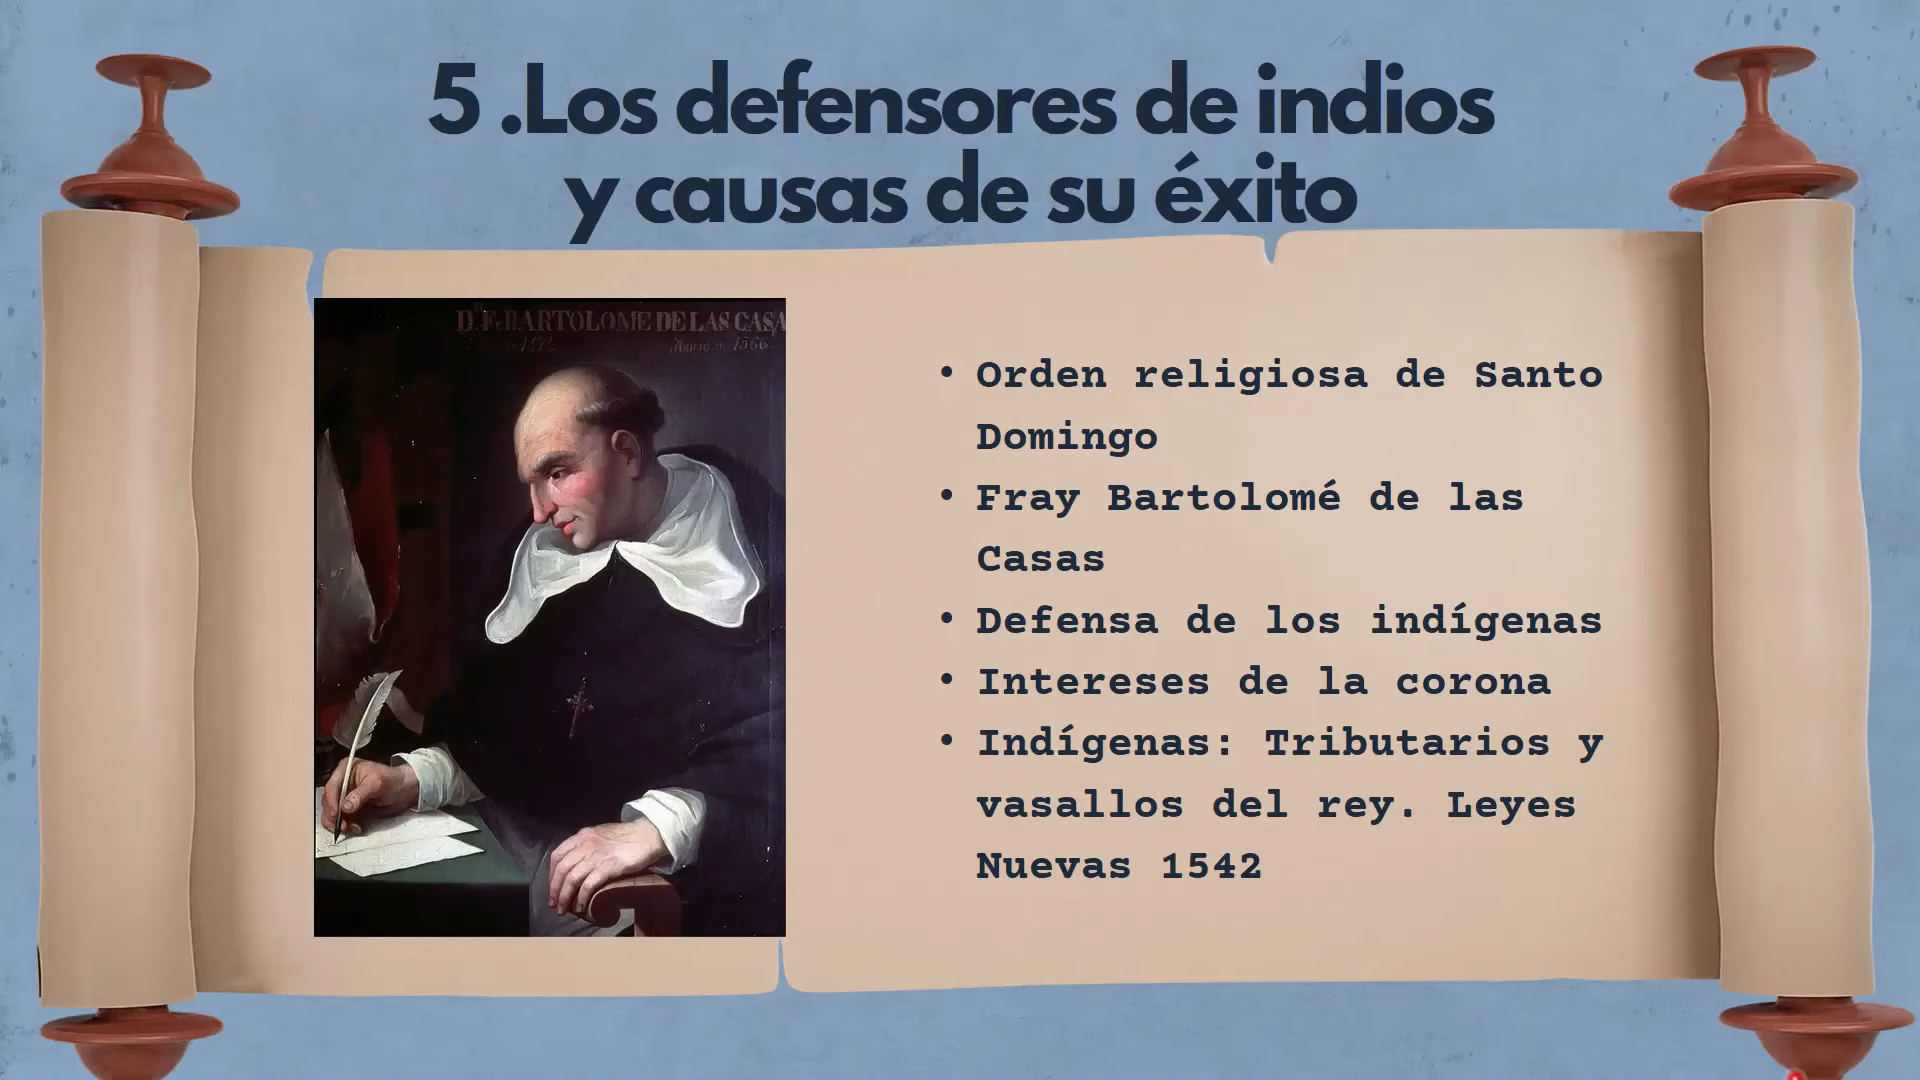 5 .Los defensores de indios
y causas de su éxito
D. Fr. BARTOLOME DE LAS CASA
1566
• Orden religiosa de Santo
Domingo
• Fray Bartolomé de las
Casas
• Defensa de los indígenas
• Intereses de la corona
• Indígenas: Tributarios y
vasallos del rey. Leyes
Nuevas 1542